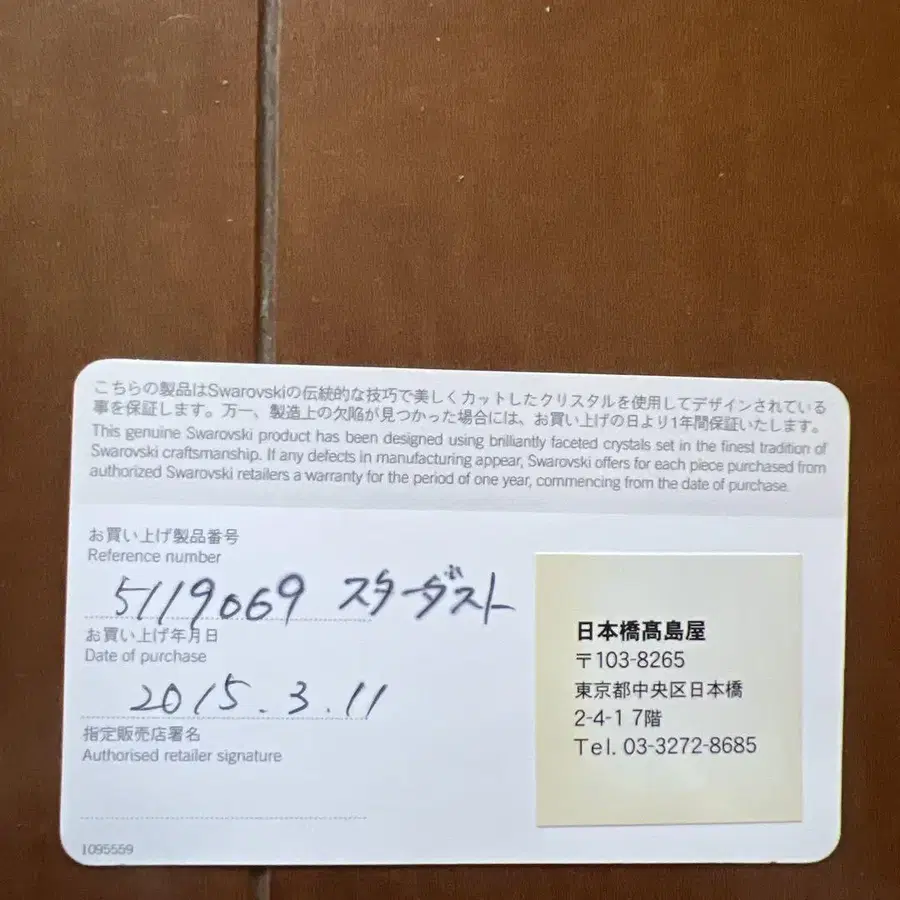 こちらの製品はSwarovskiの伝統的な技巧で美しくカットしたクリスタルを使用してデザインされている
事を保証します。万一、製造上の欠陥が見つかった場合には、お買い上げの日より1年間保証いたします。
This genuine Swarovski product has been designed using brilliantly faceted crystals set in the finest tradition of
Swarovski craftsmanship. If any defects in manufacturing appear, Swarovski offers for each piece purchased from
authorized Swarovski retailers a warranty for the period of one year, commencing from the date of purchase.
お買い上げ製品番号
Reference number
5119069 スターダスト
お買い上げ年月日
Date of purchase
2015.3.11
指定販売店署名
Authorised retailer signature
1095559
日本橋髙島屋
〒103-8265
東京都中央区日本橋
2-4-1 7階
Tel. 03-3272-8685